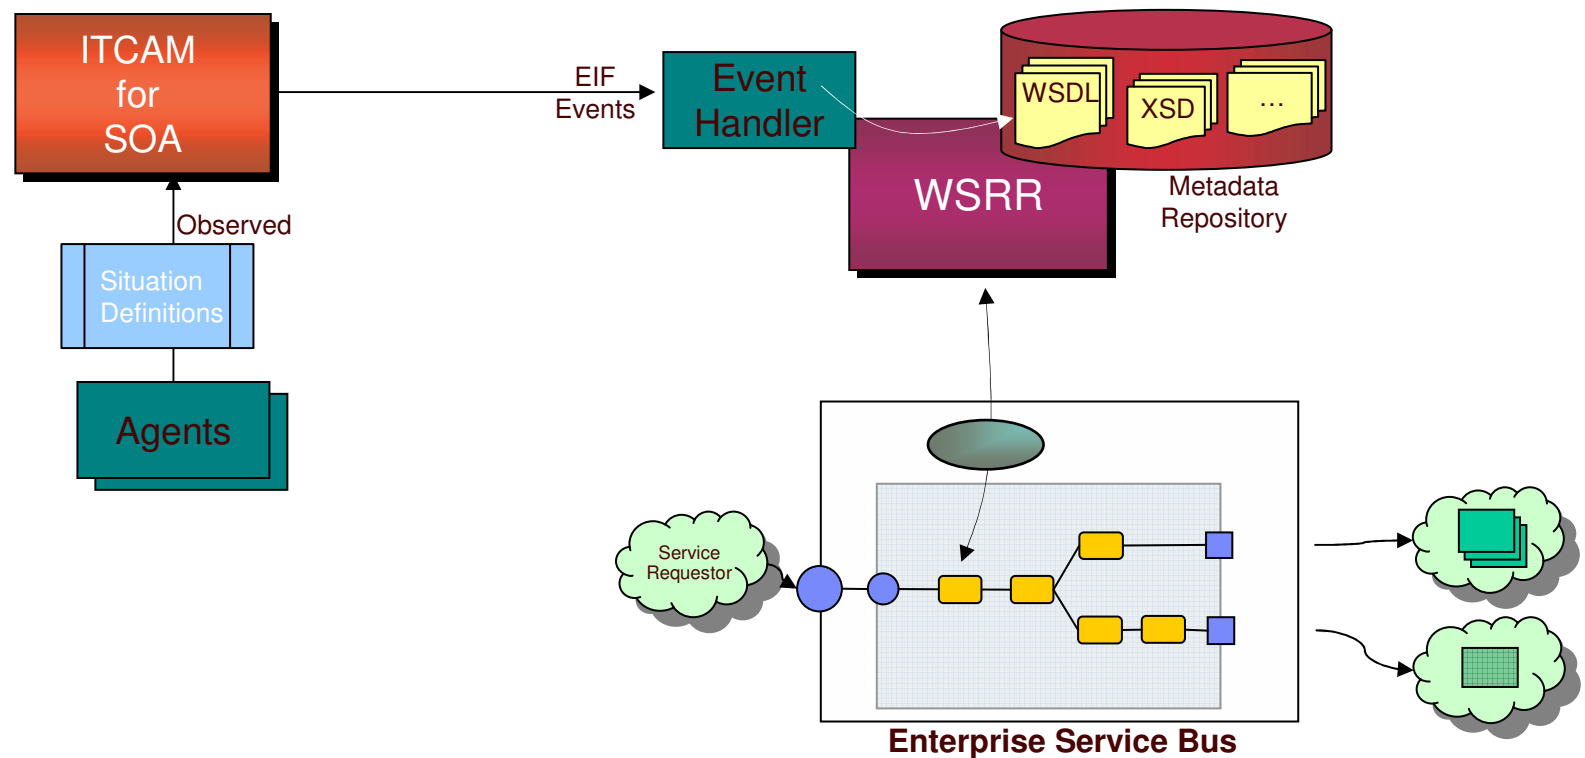 ITCAM
for
SOA
EIF
Events
Event
Handler
WSDL
XSD
...
WSRR
Metadata
Repository
Observed
Situation
Definitions
Agents
Service
Requestor
Enterprise Service Bus